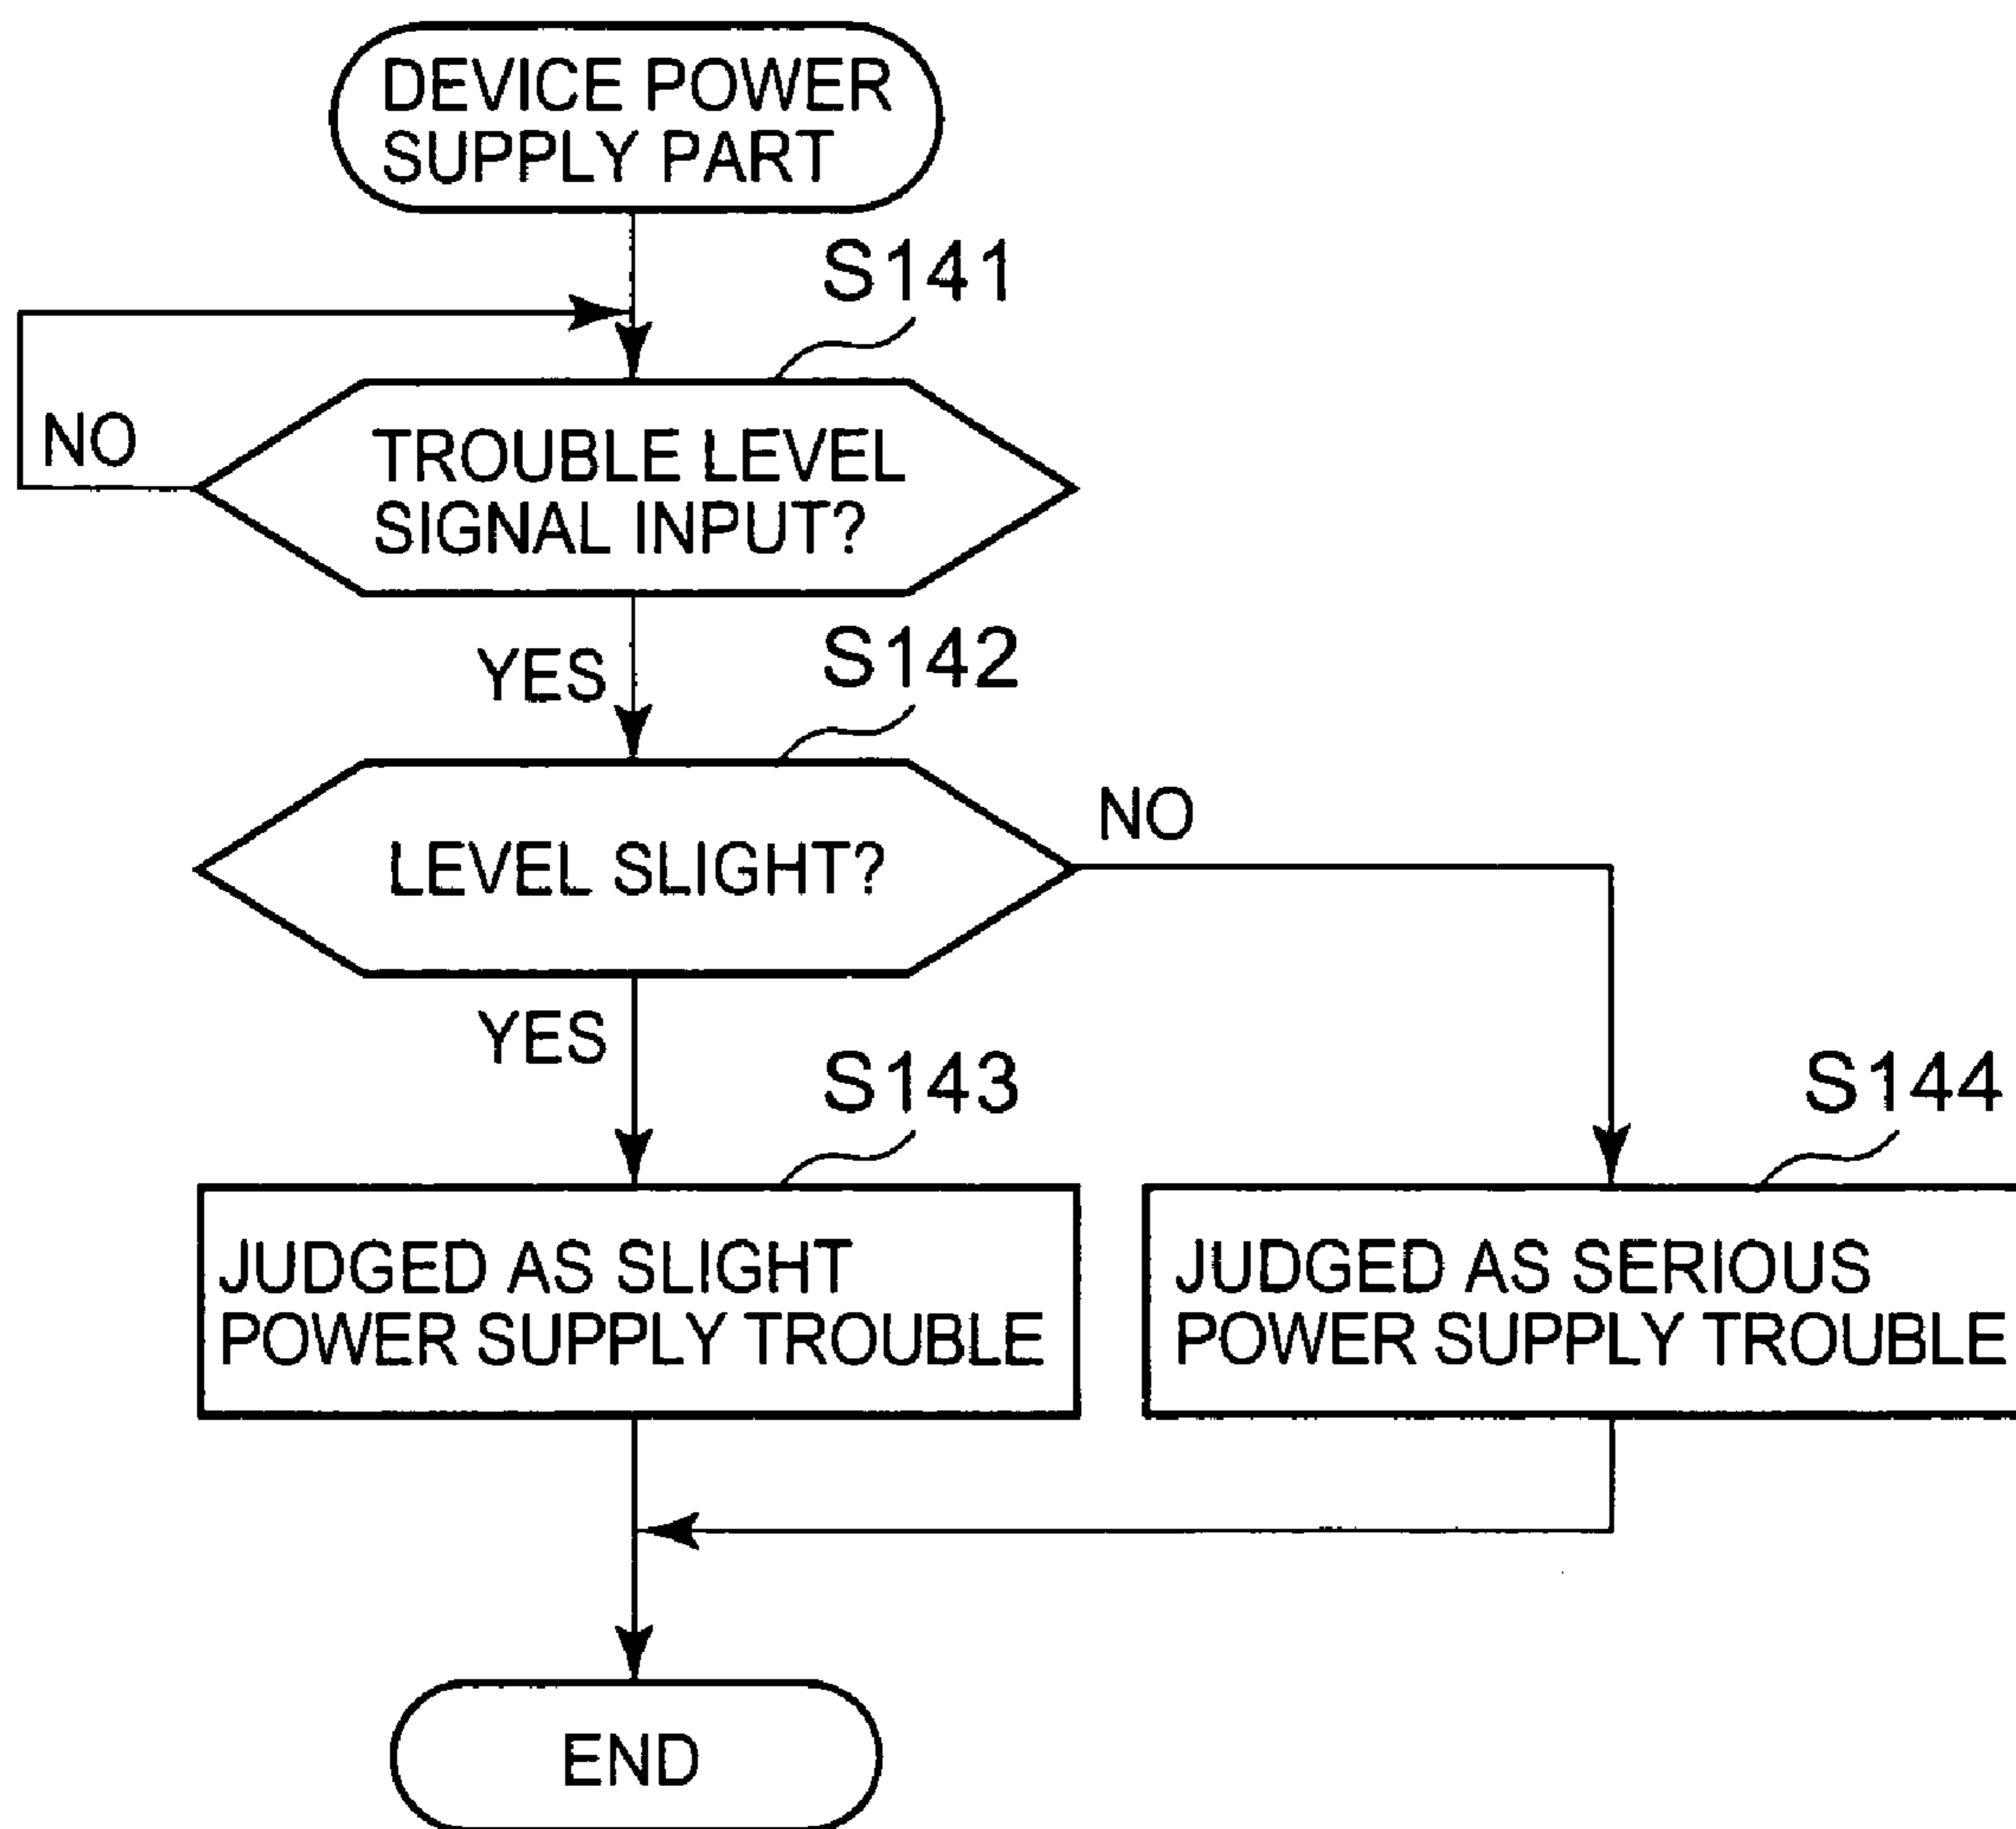 DEVICE POWER
SUPPLY PART
S141
NO
TROUBLE LEVEL
SIGNAL INPUT?
YES
S142
LEVEL SLIGHT?
NO
YES
S143
S144
JUDGED AS SLIGHT
POWER SUPPLY TROUBLE
JUDGED AS SERIOUS
POWER SUPPLY TROUBLE
END